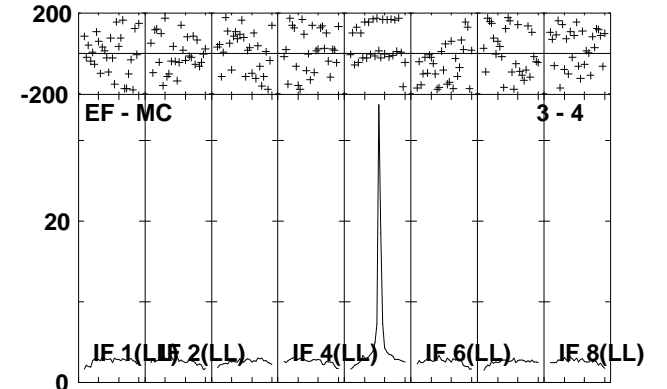 200
-200
EF - MC 3 - 4
20
IF 1(LL) IF 2(LL) IF 4(LL) IF 6(LL) IF 8(LL)
0